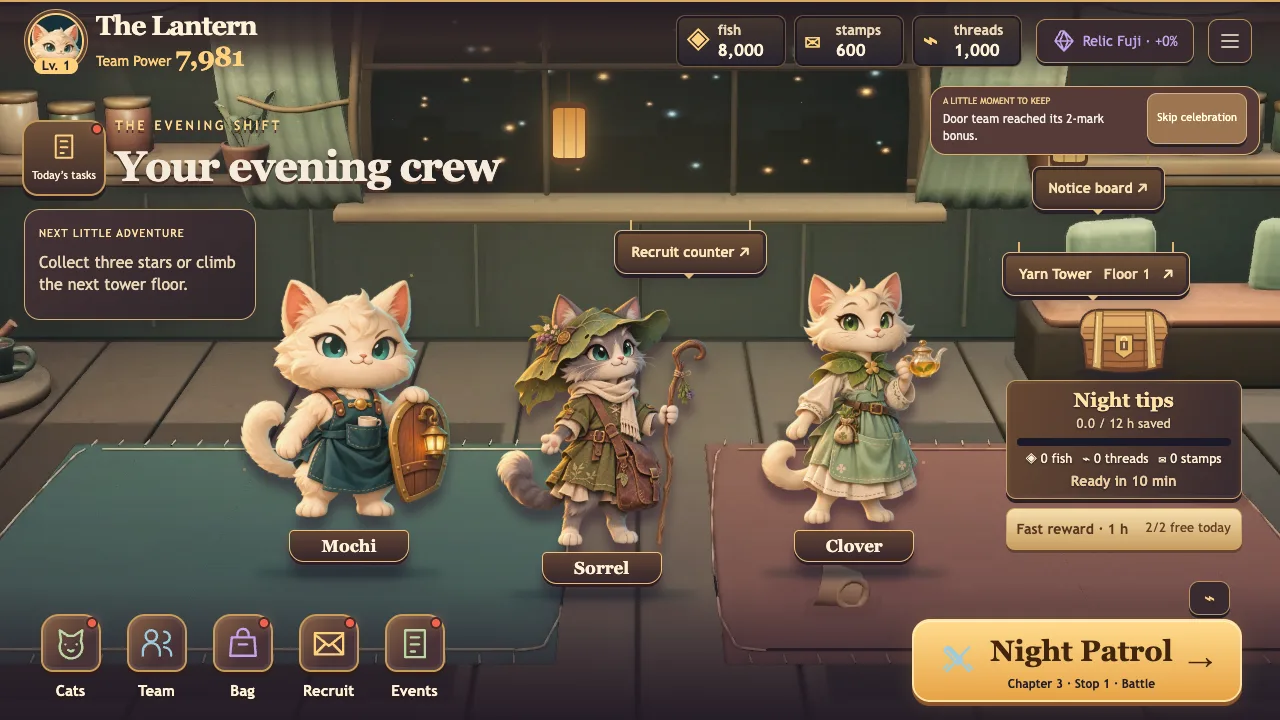 The Lantern
Lv. 1
Team Power 7,981
fish
8,000
stamps
600
threads
1,000
Relic Fuji · +0%
A LITTLE MOMENT TO KEEP
Door team reached its 2-mark
bonus.
Skip celebration
Today's tasks
THE EVENING SHIFT
Your evening crew
Notice board ↗
NEXT LITTLE ADVENTURE
Collect three stars or climb
the next tower floor.
Recruit counter ↗
Yarn Tower Floor 1 ↗
Night tips
0.0 / 12 h saved
0 fish 0 threads 0 stamps
Ready in 10 min
Fast reward · 1 h 2/2 free today
Mochi
Sorrel
Clover
Cats
Team
Bag
Recruit
Events
Night Patrol →
Chapter 3 · Stop 1 · Battle